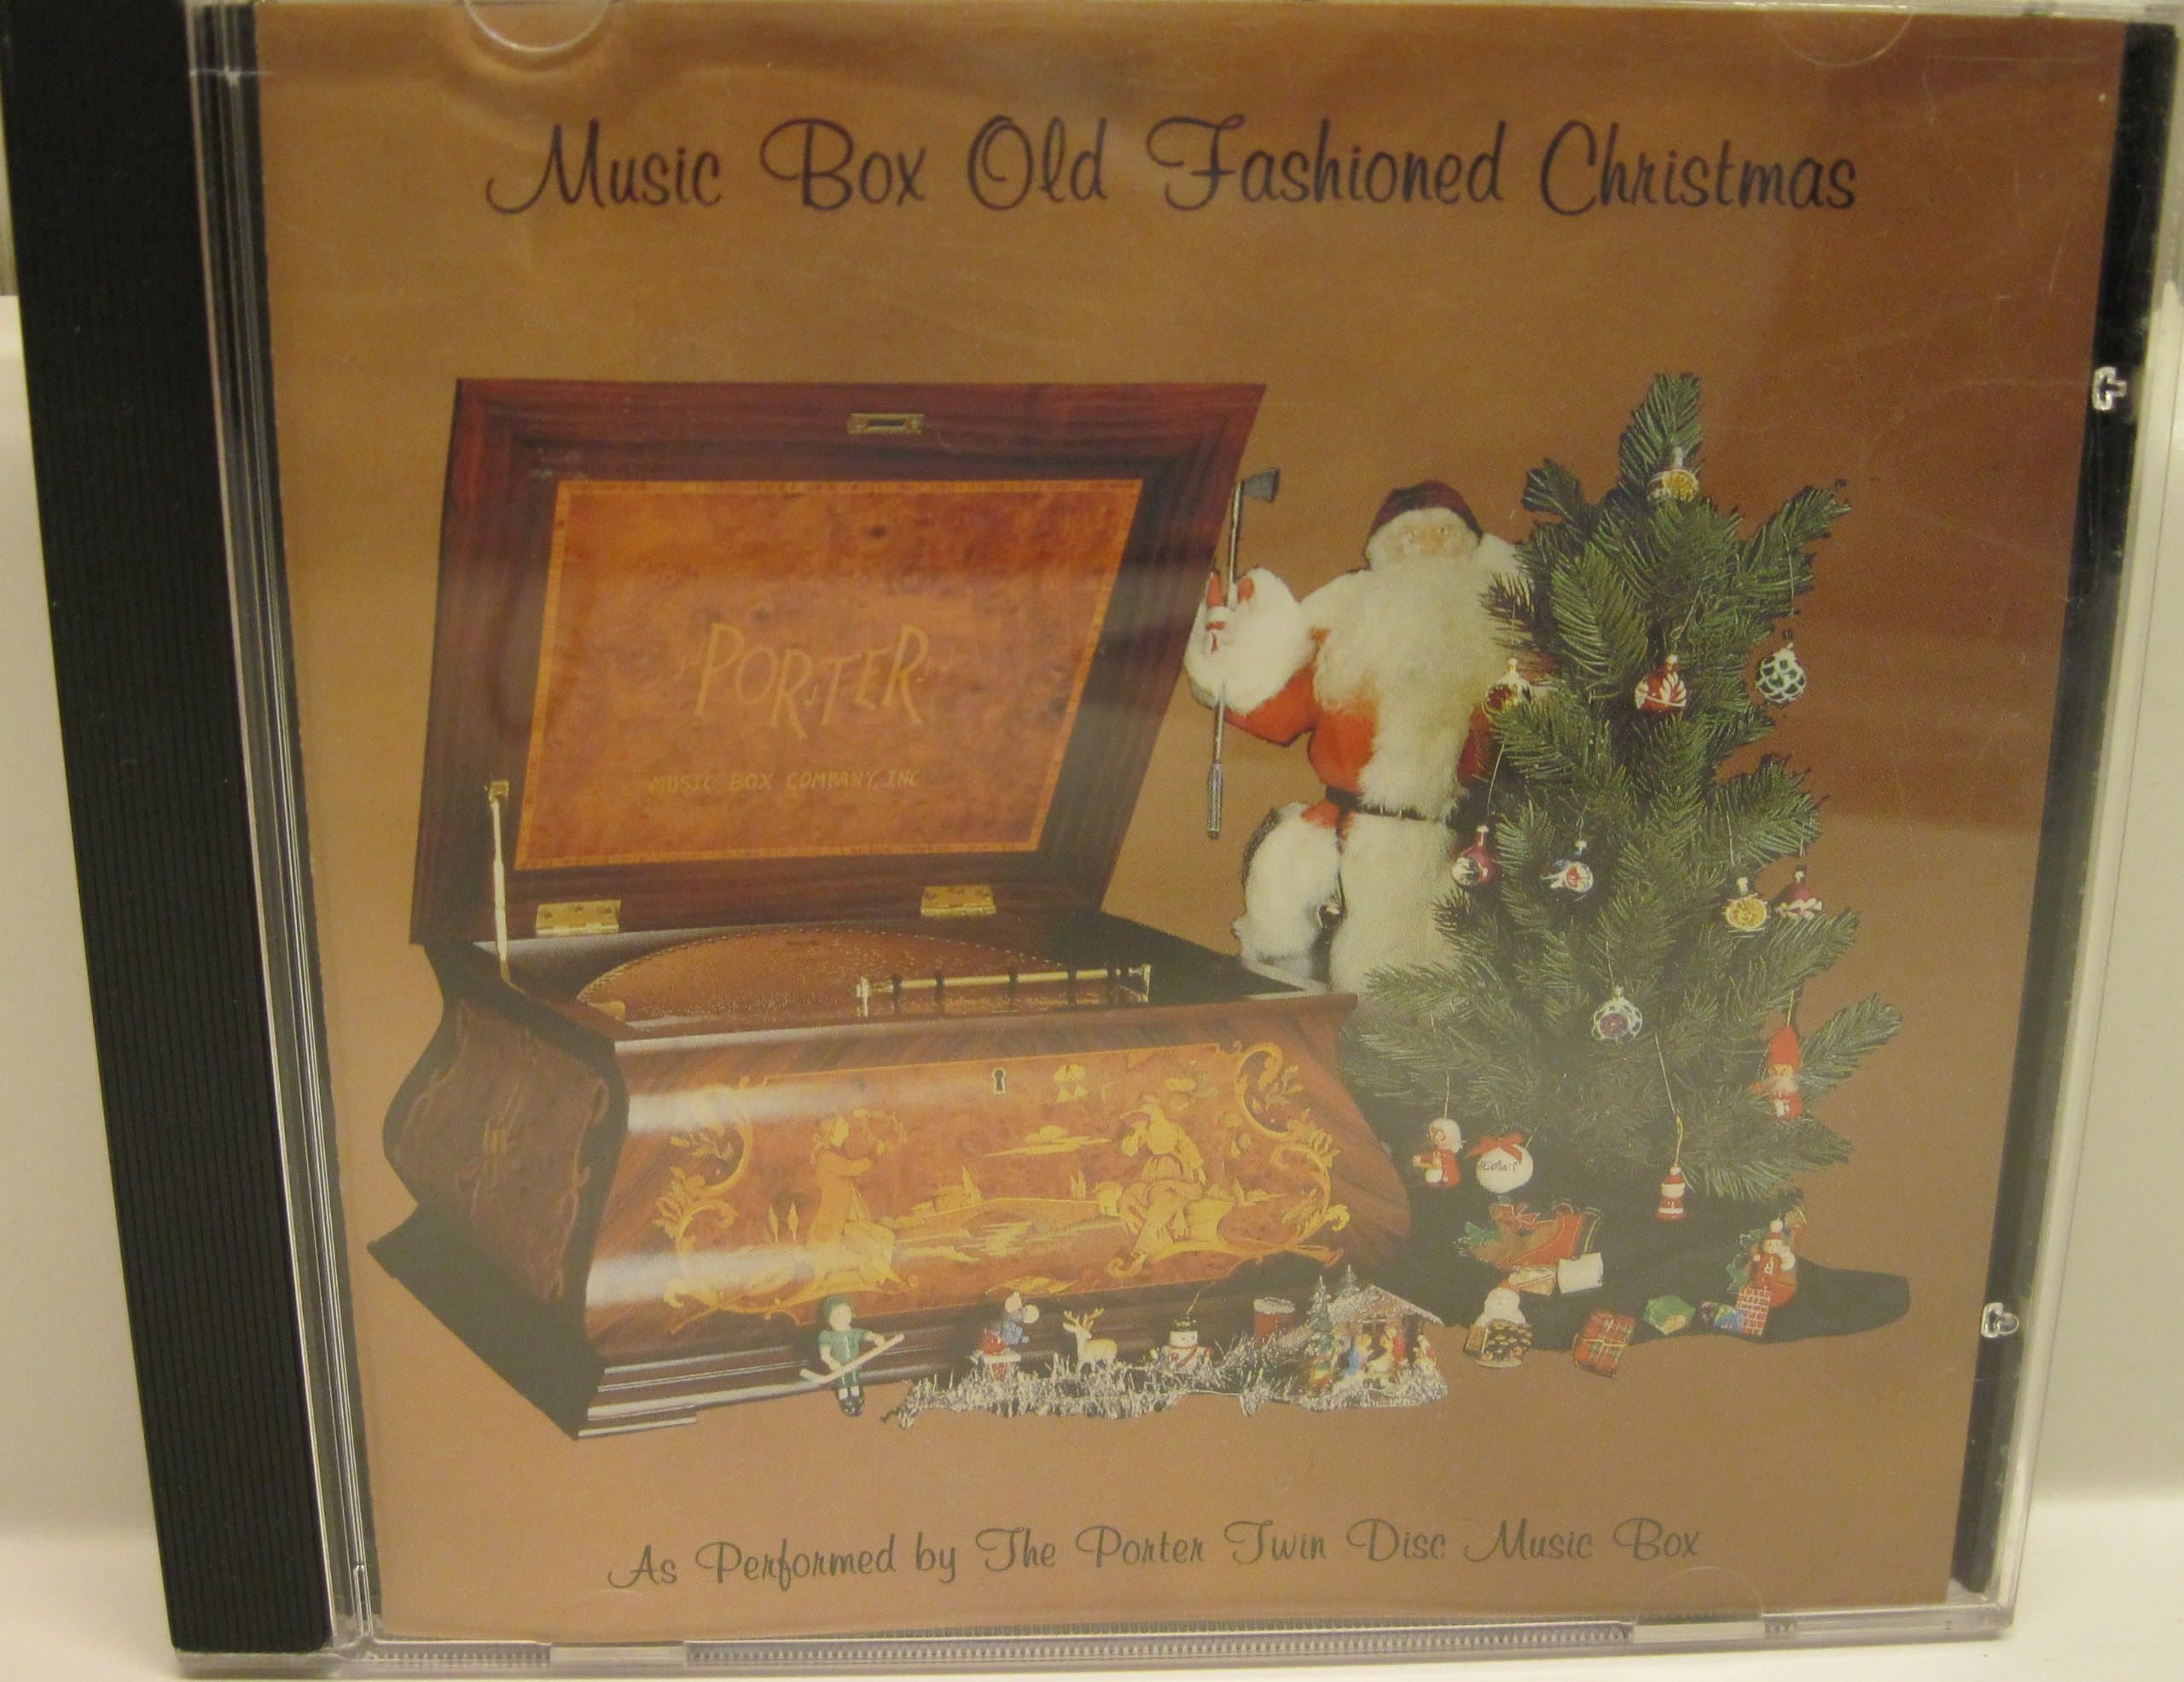 Music Box Old Fashioned Christmas
PORTER
MUSIC BOX COMPANY, INC
As Performed by The Porter Twin Disc Music Box